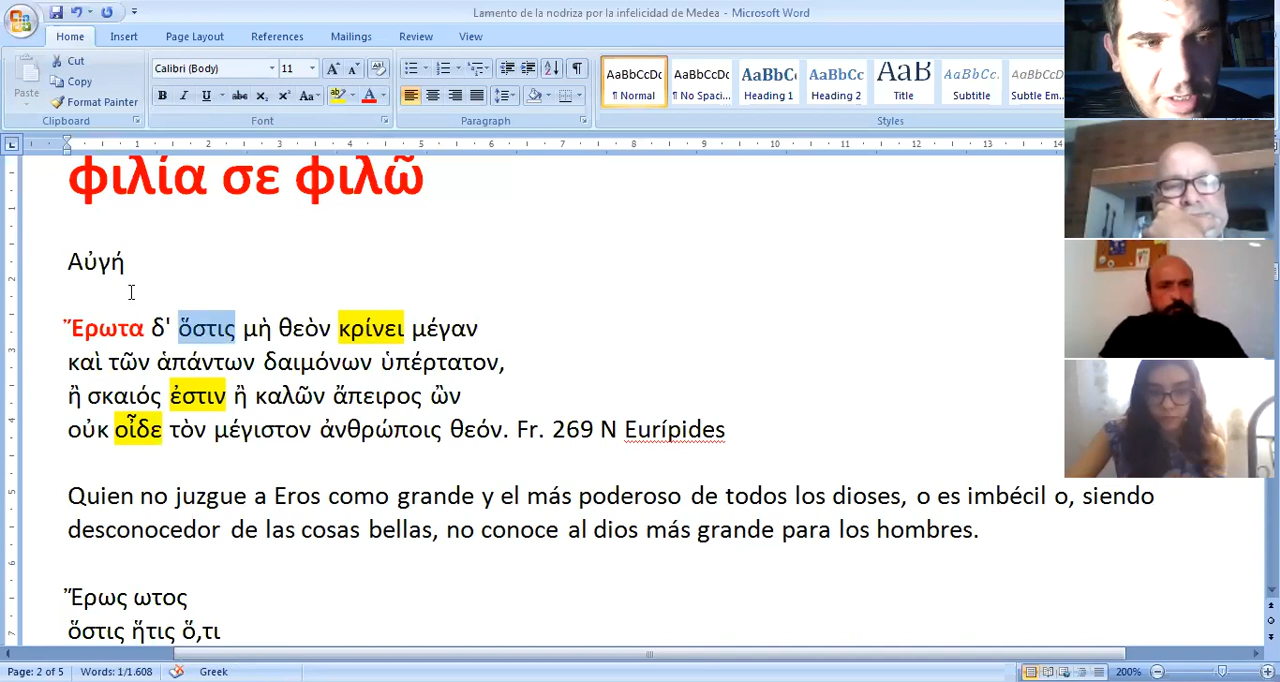 Lamento de la nodriza por la infelicidad de Medea - Microsoft Word
Home Insert Page Layout References Mailings Review View
Paste
Cut
Copy
Format Painter
Clipboard
Calibri (Body) 11
Font
Paragraph
AaBbCcDc AaBbCcDc AaBbCc AaBbCc AaB AaBbCc. AaBbCcDc
¶ Normal ¶ No Spaci... Heading 1 Heading 2 Title Subtitle Subtle Em...
Styles
φιλία σε φιλῶ
Αὐγή
Ἔρωτα δ' ὅστις μὴ θεὸν κρίνει μέγαν
καὶ τῶν ἁπάντων δαιμόνων ὑπέρτατον,
ἢ σκαιός ἐστιν ἢ καλῶν ἄπειρος ὢν
οὐκ οἶδε τὸν μέγιστον ἀνθρώποις θεόν. Fr. 269 N Eurípides
Quien no juzgue a Eros como grande y el más poderoso de todos los dioses, o es imbécil o, siendo
desconocedor de las cosas bellas, no conoce al dios más grande para los hombres.
Ἔρως ωτος
ὅστις ἥτις ὅ,τι
Page: 2 of 5 Words: 1/1.608 Greek 200%